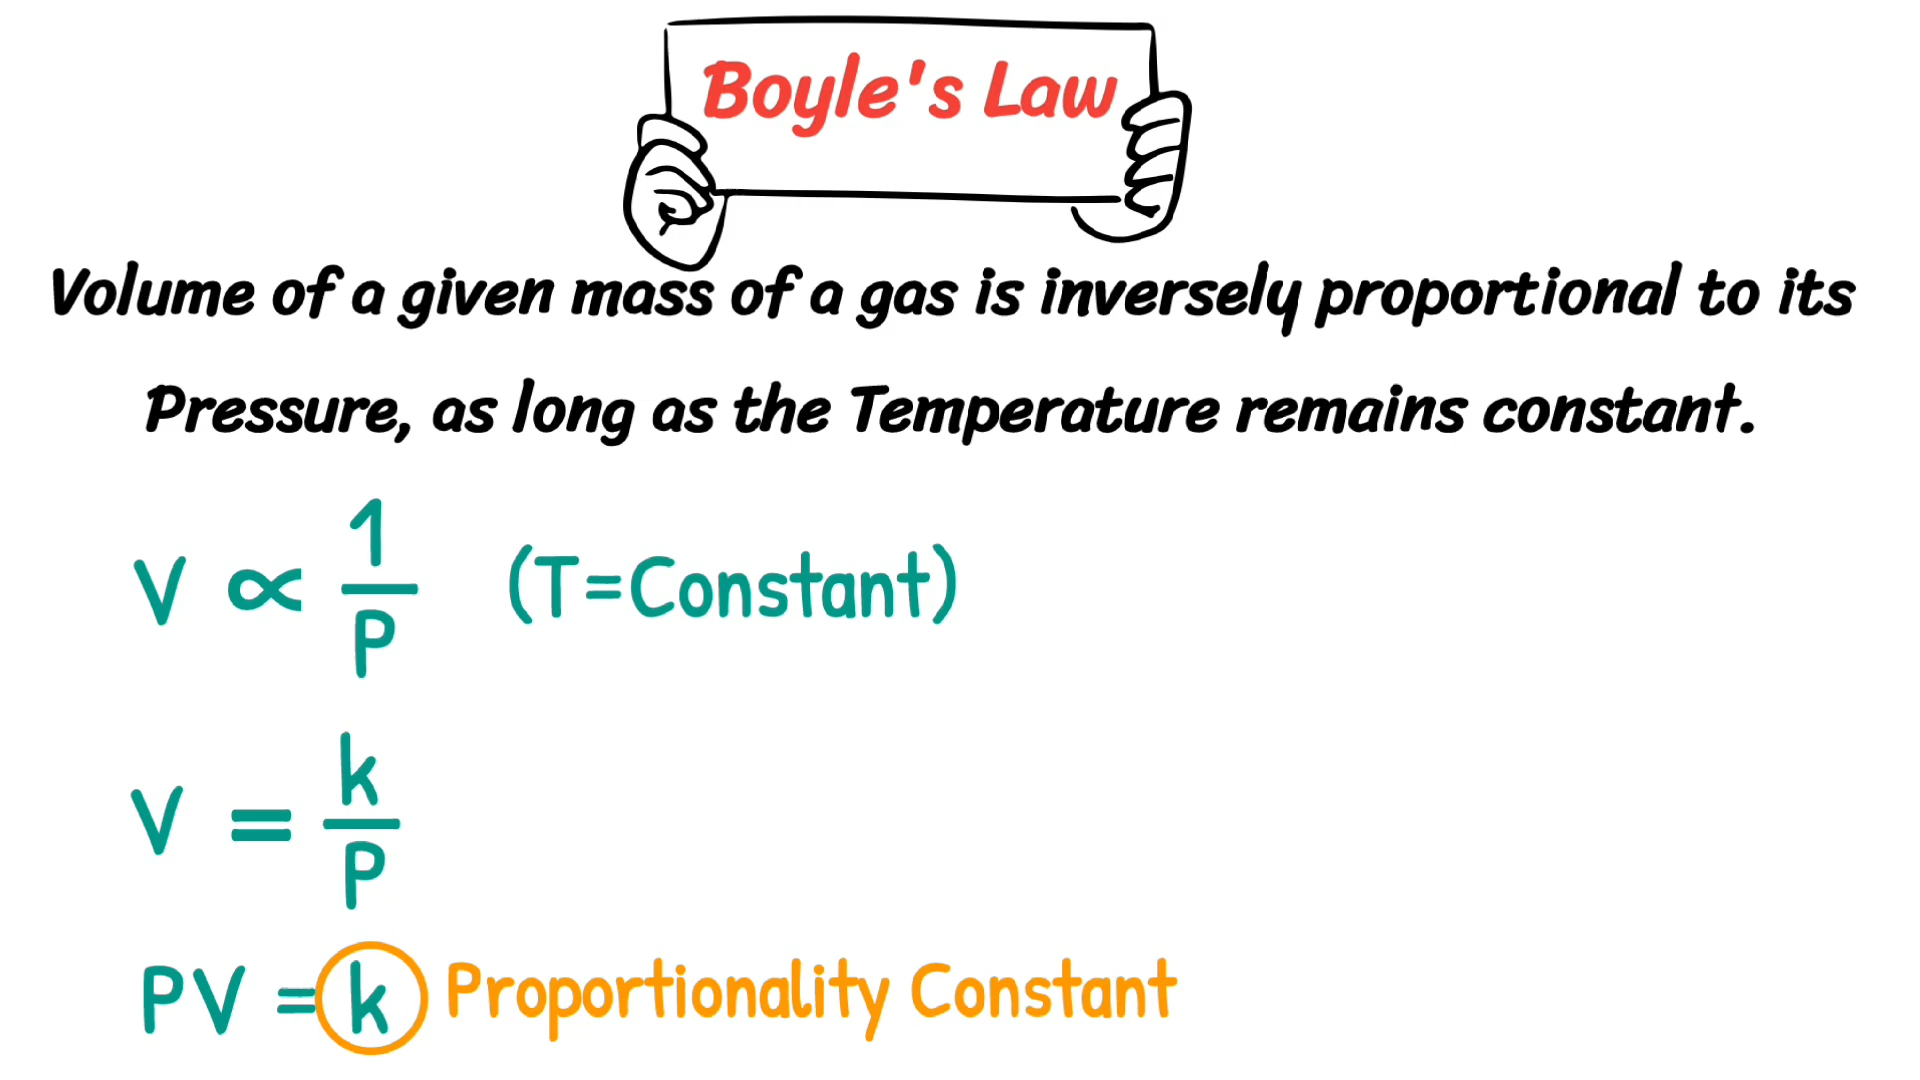 Boyle's Law
Volume of a given mass of a gas is inversely proportional to its
Pressure, as long as the Temperature remains constant.
V ∝ 1/P (T=Constant)
V = k/P
PV = k Proportionality Constant